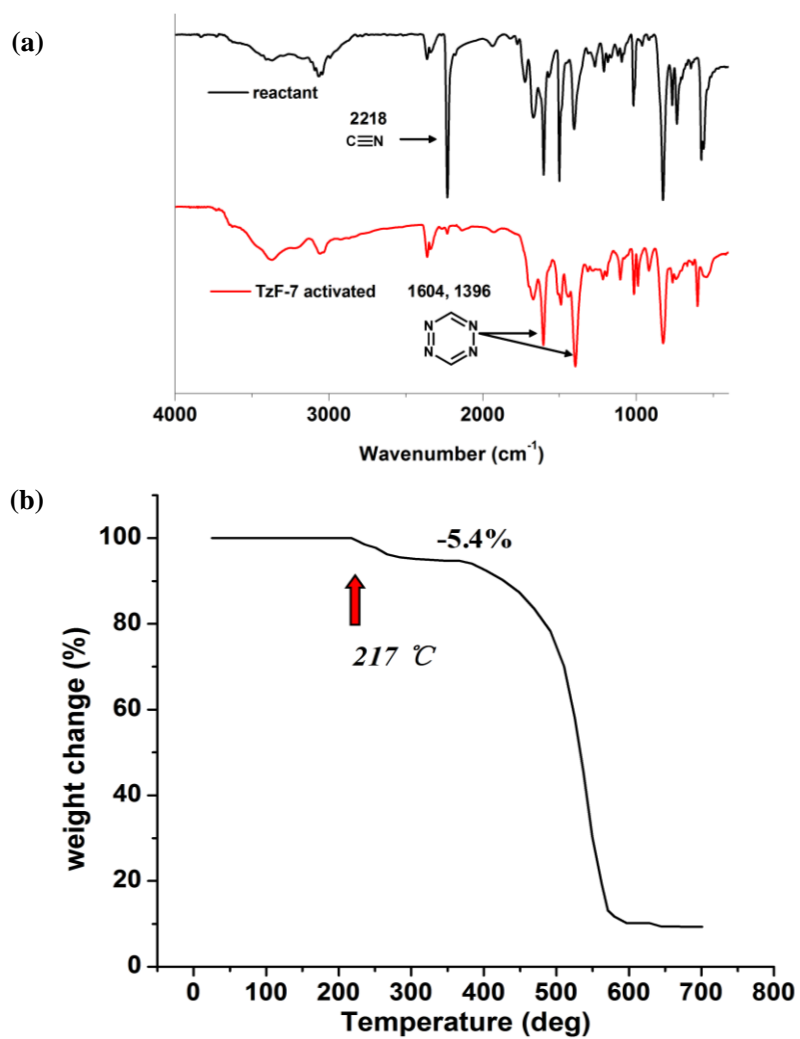 (a)
reactant
2218
C≡N
TzF-7 activated
1604, 1396
N
N
N
N
4000
3000
2000
1000
Wavenumber (cm⁻¹)
(b)
100
80
60
40
20
0
-5.4%
217 ℃
weight change (%)
0
100
200
300
400
500
600
700
800
Temperature (deg)